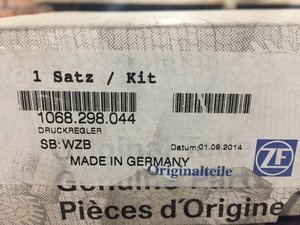 1 Satz / Kit
1068.298.044
DRUCKREGLER
SB:WZB
Datum:01.09.2014
MADE IN GERMANY
ZF
Originalteile
Genuine Parts
Pièces d'Origine